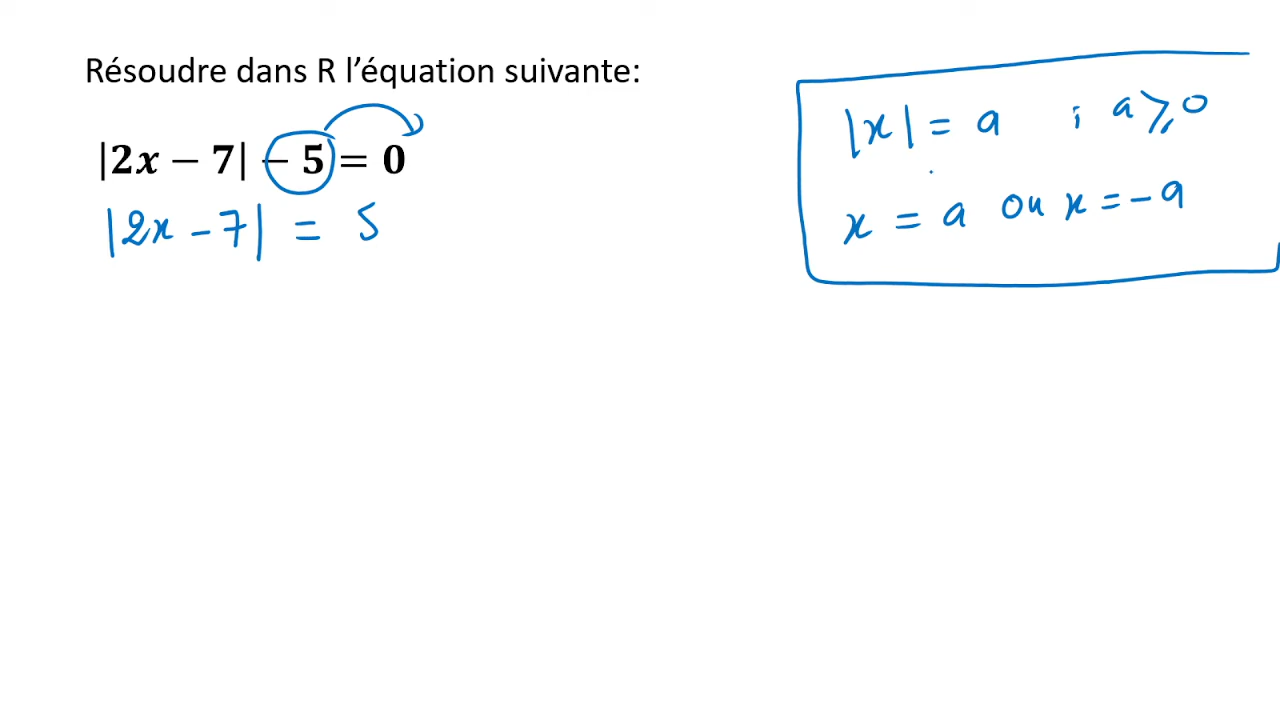 Résoudre dans R l’équation suivante:
|2x − 7| − 5 = 0
|2x - 7| = 5
|x| = a ; a ⩾ 0
x = a ou x = - a